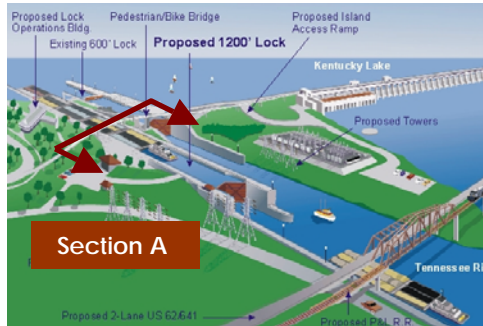 Proposed Lock
Operations Bldg.
Existing 600' Lock
Pedestrian/Bike Bridge
Proposed 1200' Lock
Proposed Island
Access Ramp
Kentucky Lake
Proposed Towers
Section A
Tennessee Ri
Proposed 2-Lane US 62/641
Proposed P&L R.R.